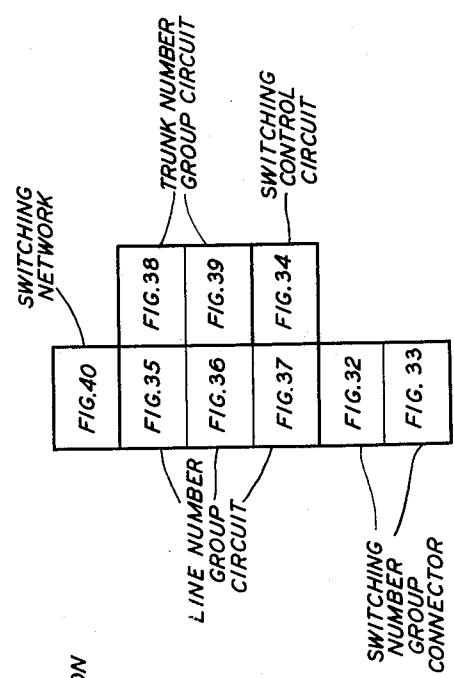 ON
SWITCHING
NETWORK
FIG.40
FIG.35
FIG.38
TRUNK NUMBER
GROUP CIRCUIT
LINE NUMBER
GROUP
CIRCUIT
FIG.36
FIG.39
FIG.37
FIG.34
SWITCHING
CONTROL
CIRCUIT
FIG.32
FIG. 33
SWITCHING
NUMBER
GROUP
CONNECTOR